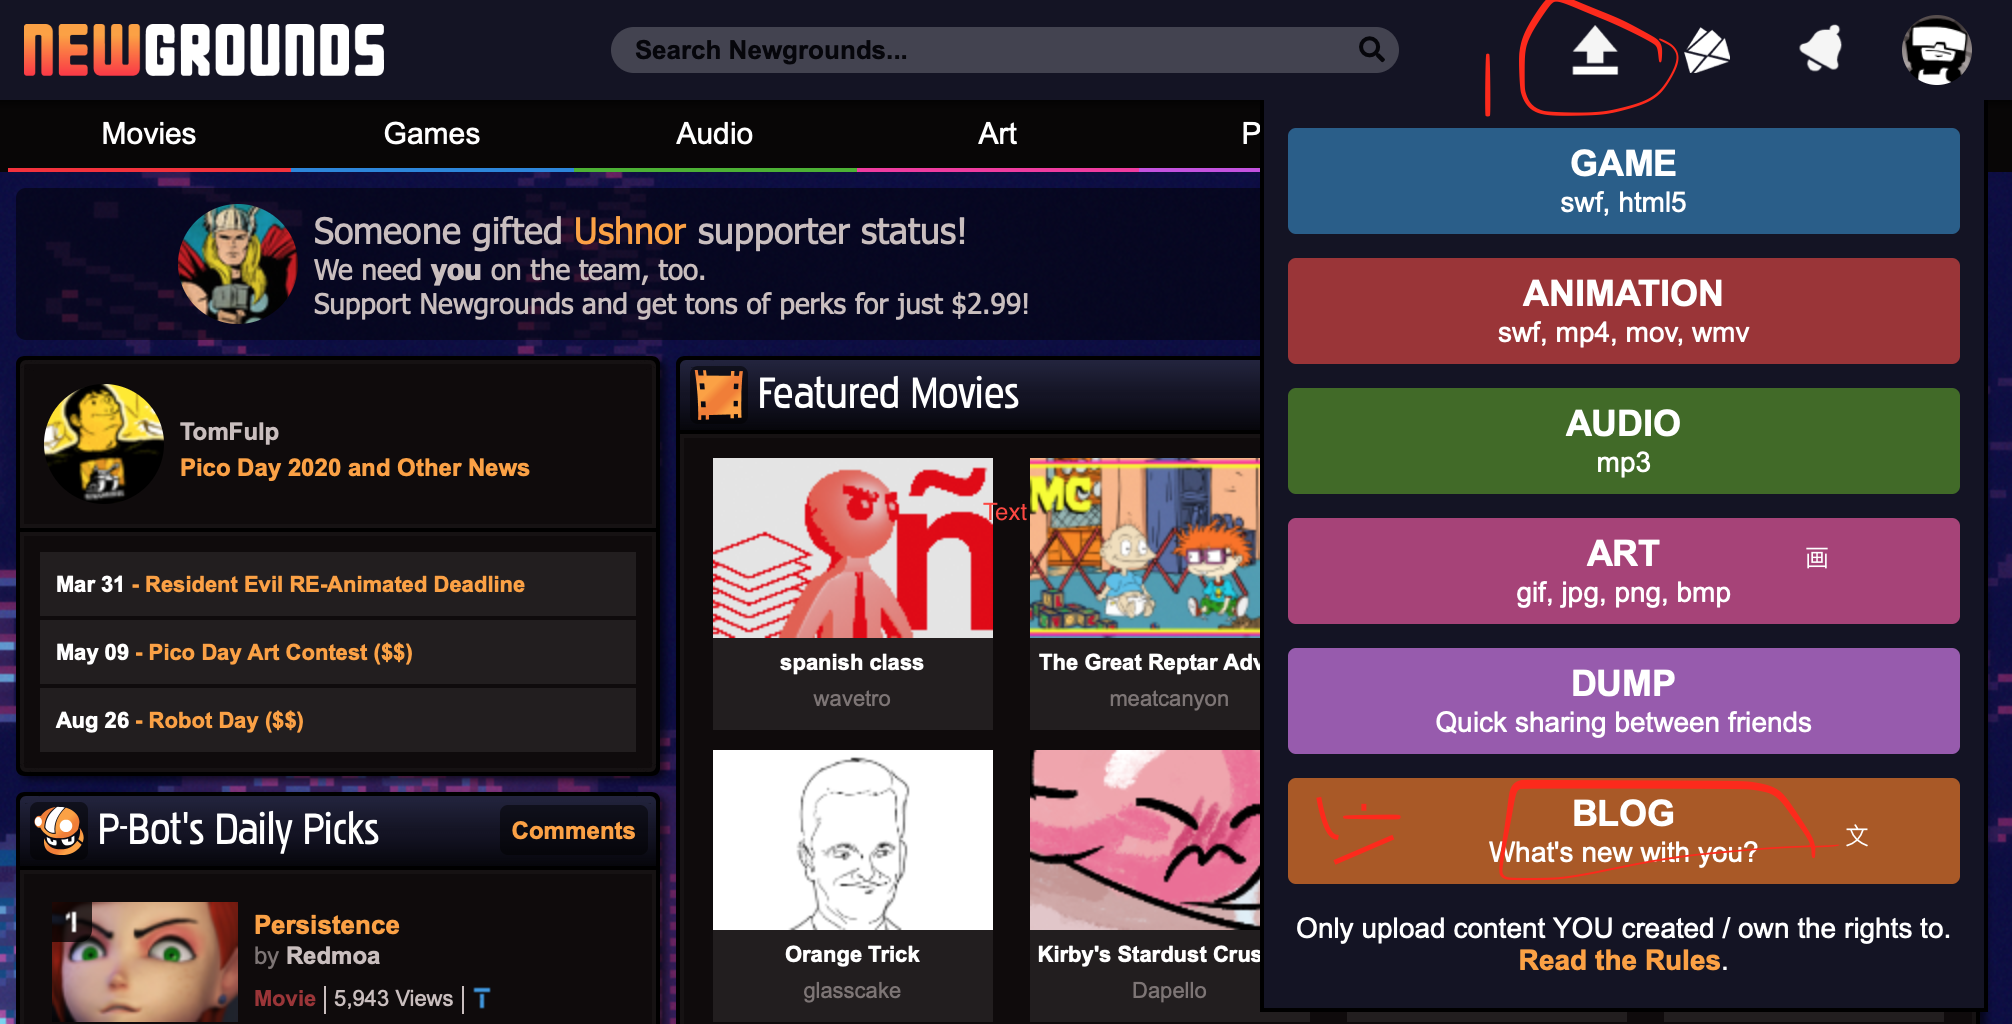 NEWGROUNDS
Search Newgrounds...
Movies
Games
Audio
Art
P
Someone gifted Ushnor supporter status!
We need you on the team, too.
Support Newgrounds and get tons of perks for just $2.99!
TomFulp
Pico Day 2020 and Other News
Mar 31 - Resident Evil RE-Animated Deadline
May 09 - Pico Day Art Contest ($$)
Aug 26 - Robot Day ($$)
P-Bot's Daily Picks
Comments
1
Persistence
by Redmoa
Movie | 5,943 Views | T
Featured Movies
ñ
Text
MC
spanish class
wavetro
The Great Reptar Adv
meatcanyon
Orange Trick
glasscake
Kirby's Stardust Crus
Dapello
GAME
swf, html5
ANIMATION
swf, mp4, mov, wmv
AUDIO
mp3
ART
gif, jpg, png, bmp
画
DUMP
Quick sharing between friends
BLOG
What's new with you?
文
Only upload content YOU created / own the rights to.
Read the Rules.